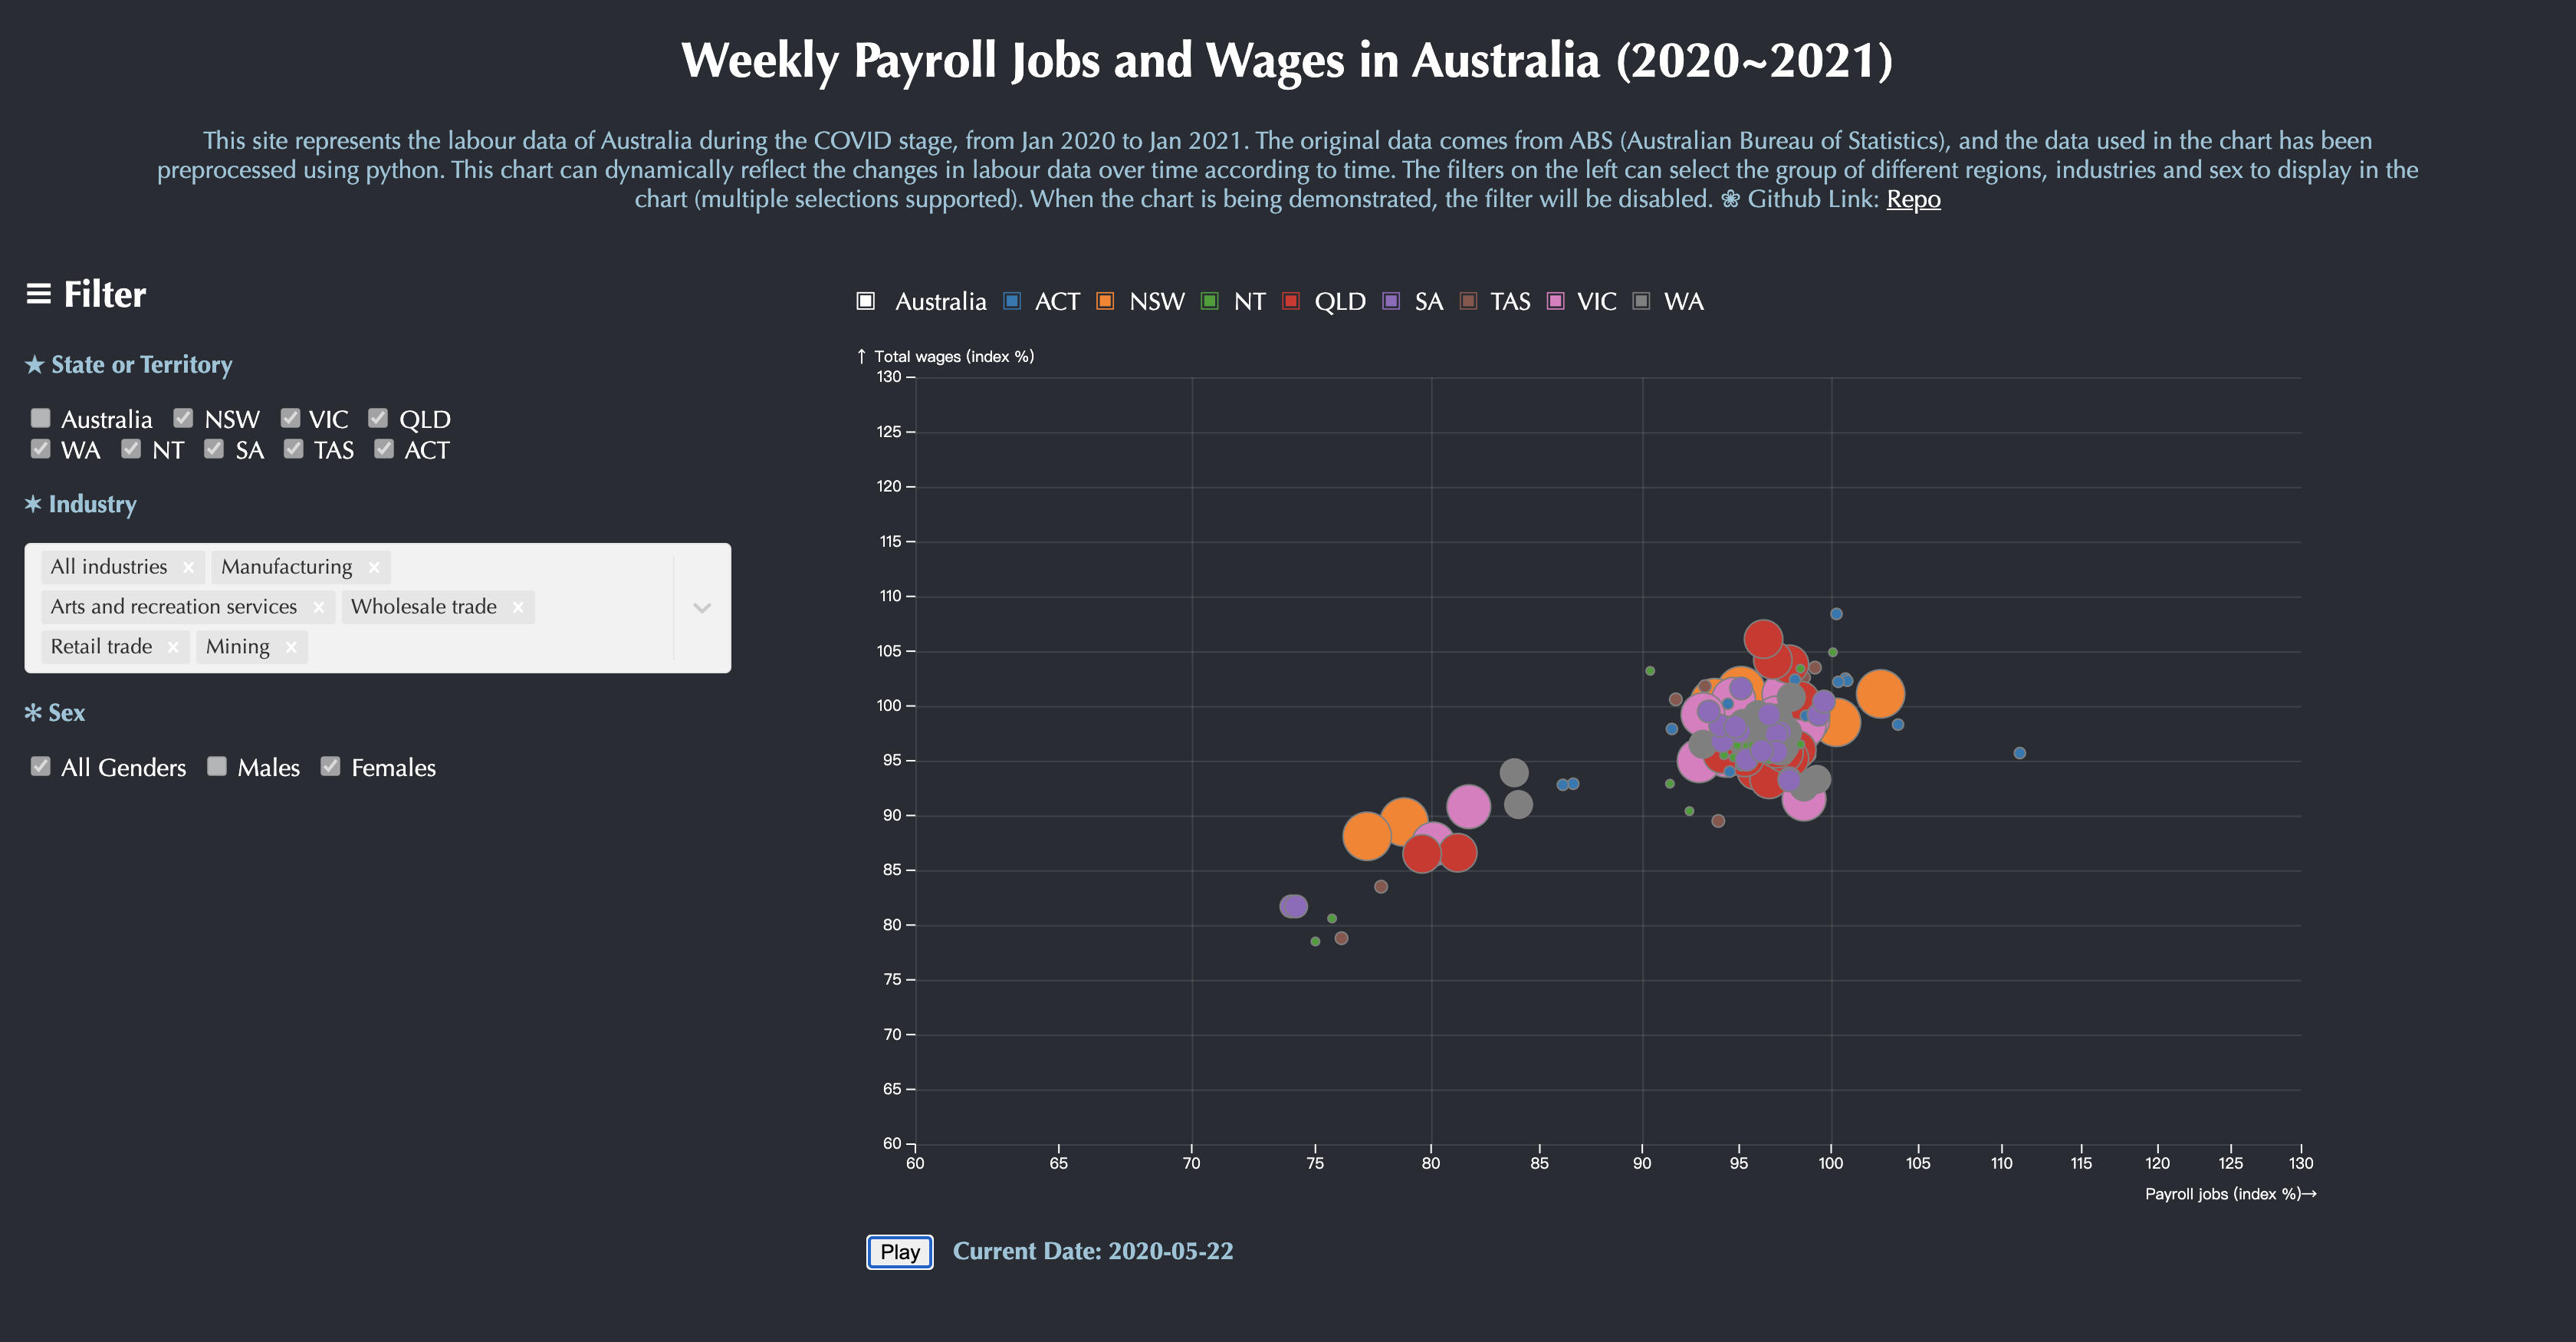 Weekly Payroll Jobs and Wages in Australia (2020~2021)
This site represents the labour data of Australia during the COVID stage, from Jan 2020 to Jan 2021. The original data comes from ABS (Australian Bureau of Statistics), and the data used in the chart has been
preprocessed using python. This chart can dynamically reflect the changes in labour data over time according to time. The filters on the left can select the group of different regions, industries and sex to display in the
chart (multiple selections supported). When the chart is being demonstrated, the filter will be disabled. ❀ Github Link: Repo
☰ Filter
★ State or Territory
Australia NSW VIC QLD
WA NT SA TAS ACT
✶ Industry
All industries × Manufacturing ×
Arts and recreation services × Wholesale trade ×
Retail trade × Mining ×
✻ Sex
All Genders Males Females
Australia ACT NSW NT QLD SA TAS VIC WA
↑ Total wages (index %)
130
125
120
115
110
105
100
95
90
85
80
75
70
65
60
60 65 70 75 80 85 90 95 100 105 110 115 120 125 130
Payroll jobs (index %)→
Play Current Date: 2020-05-22